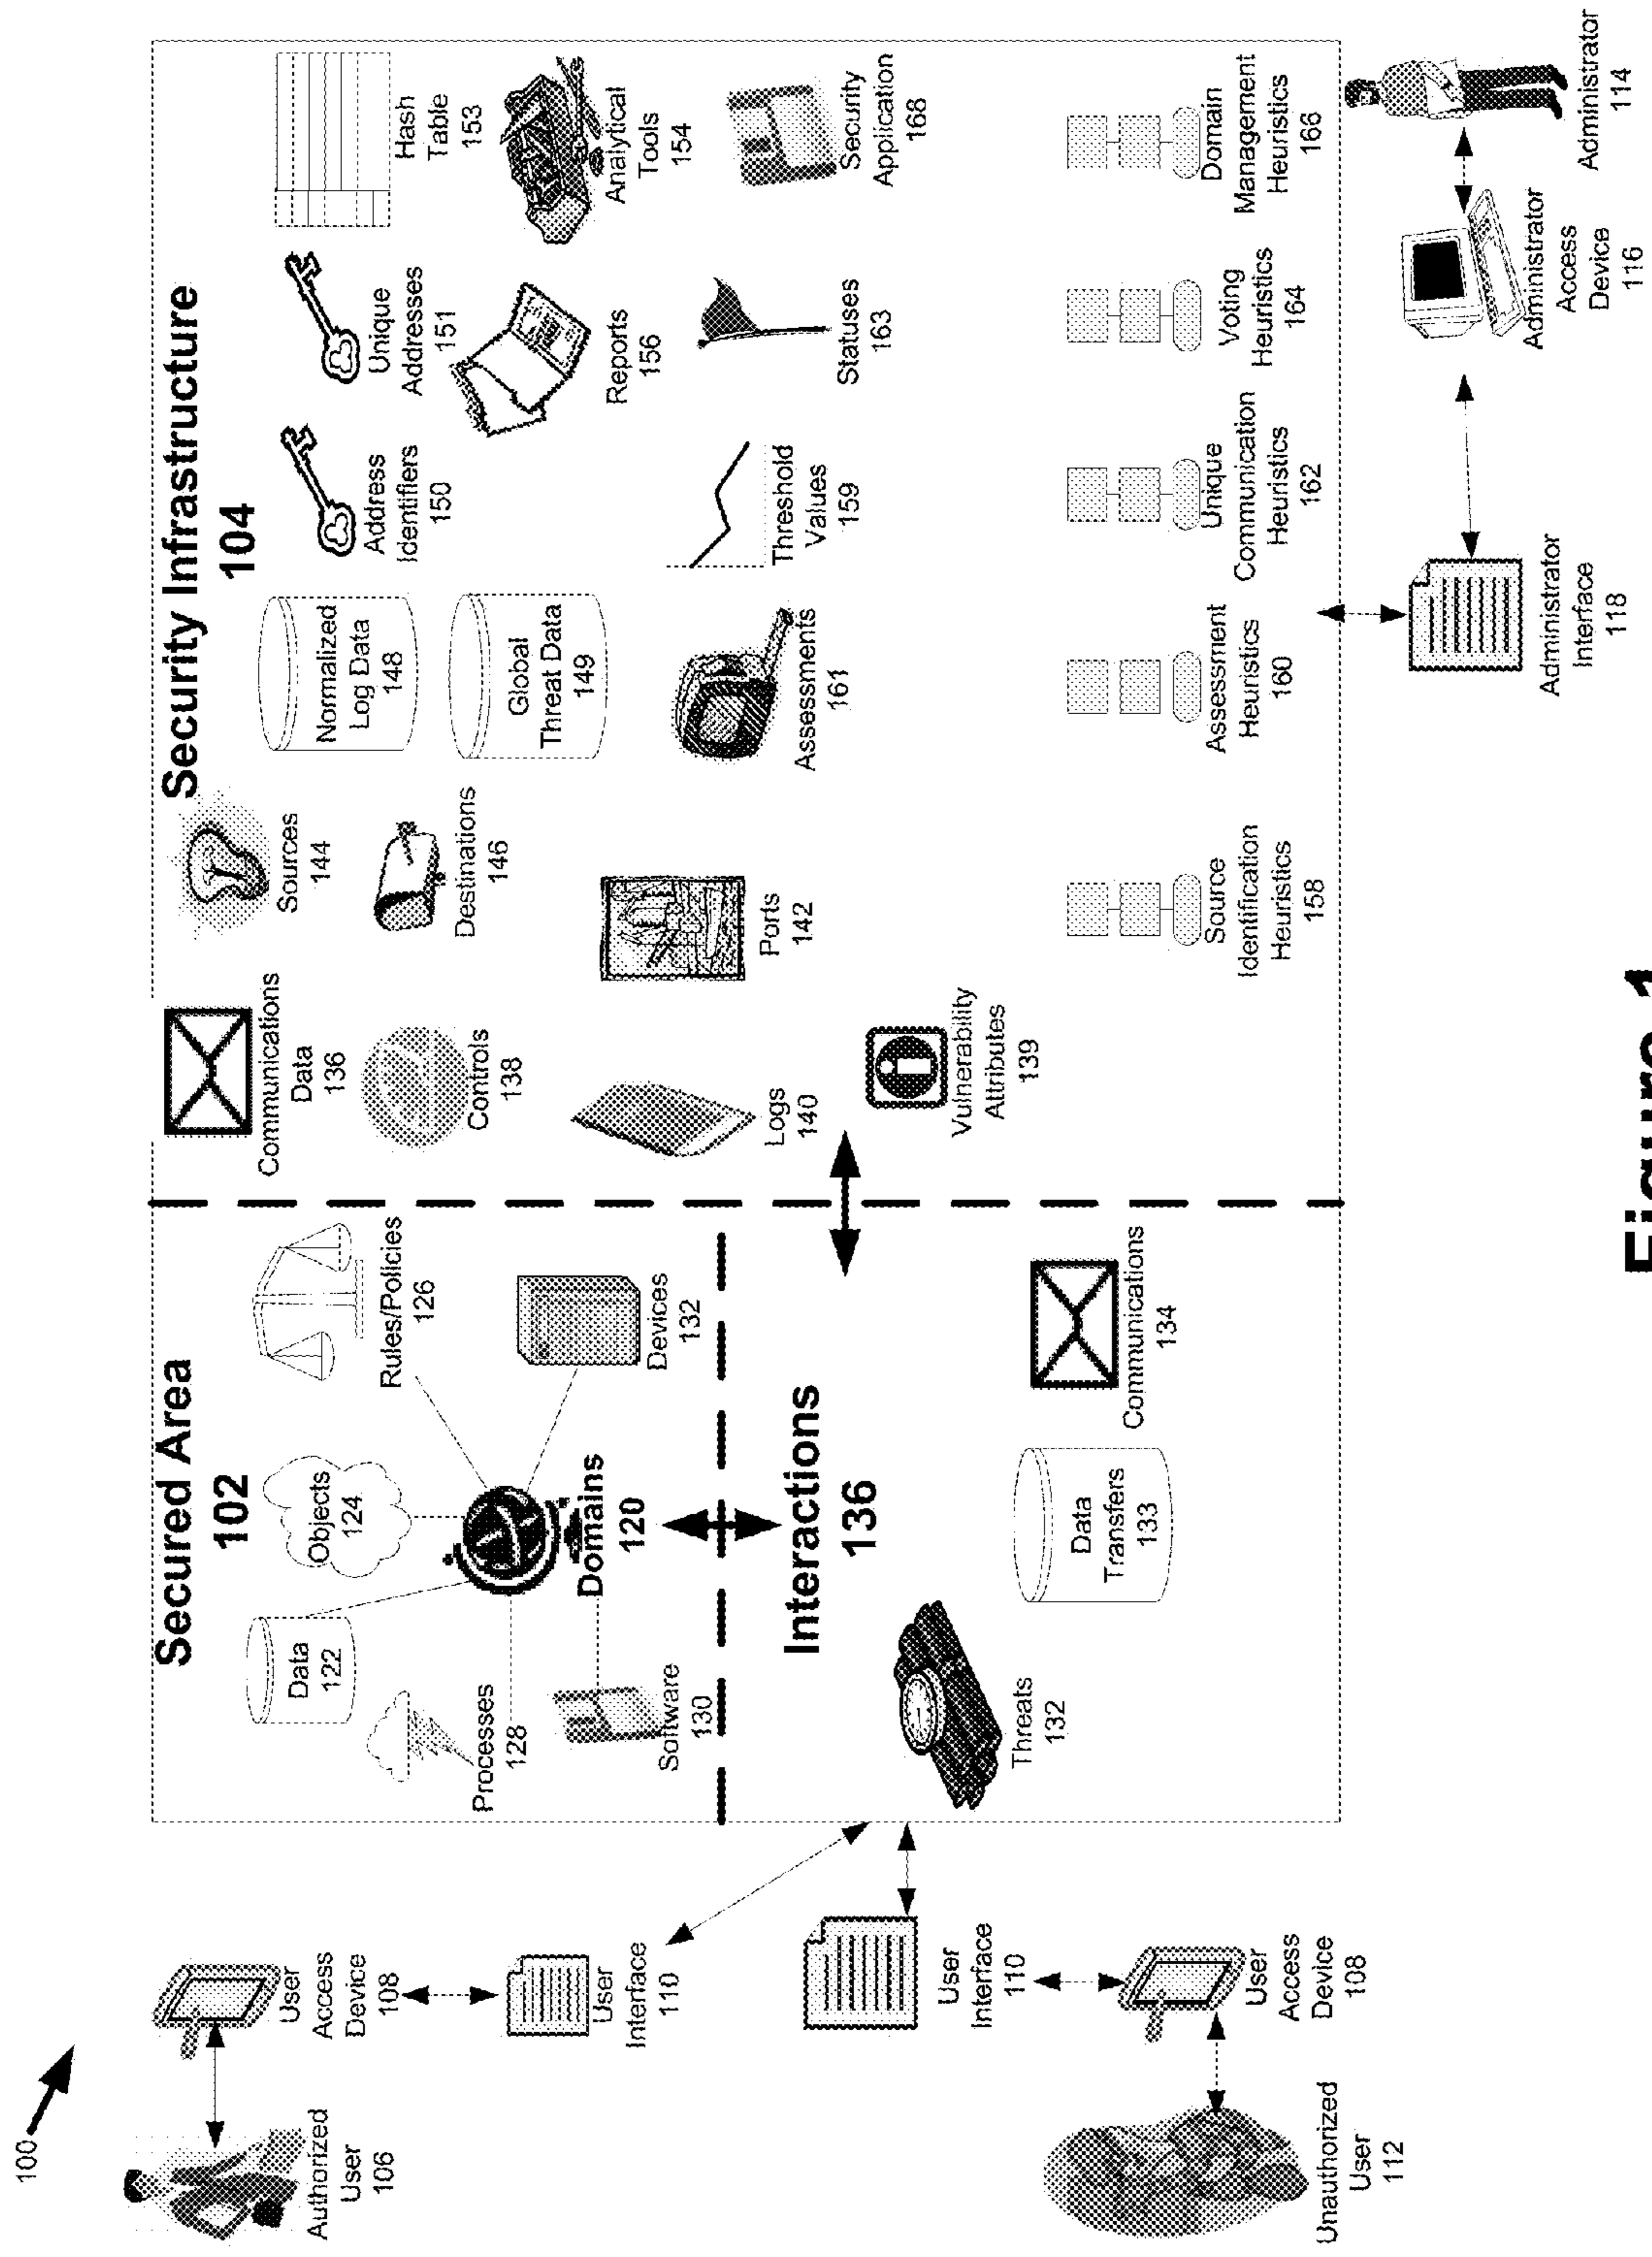 100
Authorized
User
106
User
Access
Device
108
User
Interface
110
User
Interface
110
User
Access
Device
108
Unauthorized
User
112
Secured Area
102
Data
122
Objects
124
Rules/Policies
126
Processes
128
Software
130
Domains
120
Devices
132
Interactions
136
Threats
132
Data
Transfers
133
Communications
134
Security Infrastructure
104
Communications
Data
136
Controls
138
Logs
140
Vulnerability
Attributes
139
Sources
144
Destinations
146
Ports
142
Normalized
Log Data
148
Global
Threat Data
149
Assessments
161
Address
Identifiers
150
Unique
Addresses
151
Hash
Table
153
Reports
156
Analytical
Tools
154
Threshold
Values
159
Statuses
163
Security
Application
168
Source
Identification
Heuristics
158
Assessment
Heuristics
160
Unique
Communication
Heuristics
162
Voting
Heuristics
164
Domain
Management
Heuristics
166
Administrator
Interface
118
Administrator
Access
Device
116
Administrator
114
Figure 1